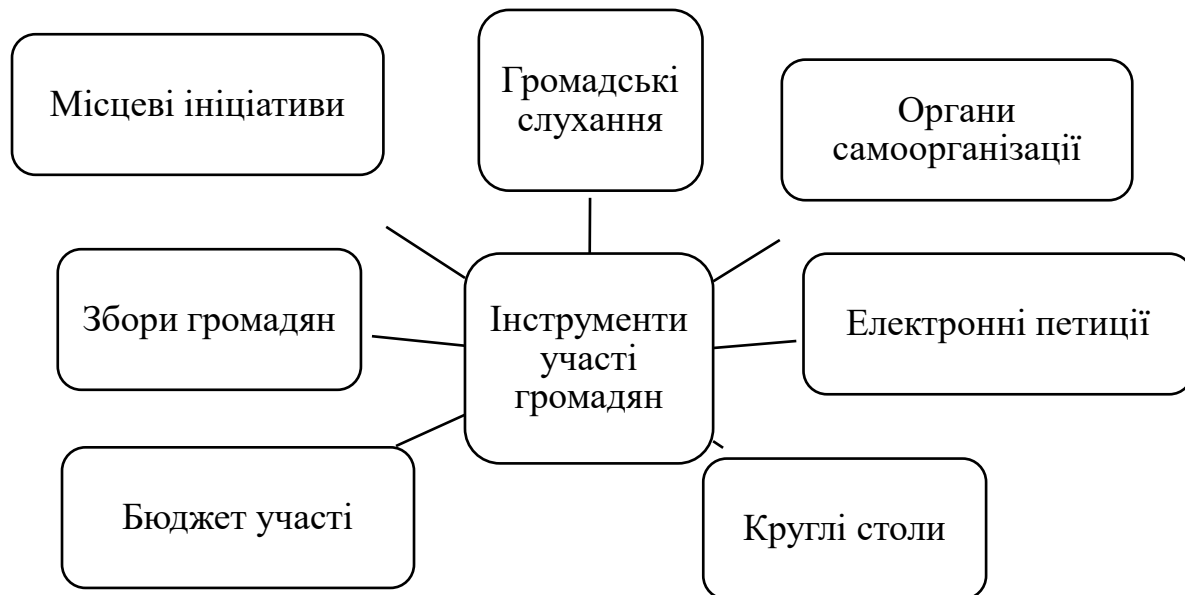 Місцеві ініціативи
Громадські
слухання
Органи
самоорганізації
Збори громадян
Інструменти
участі
громадян
Електронні петиції
Бюджет участі
Круглі столи